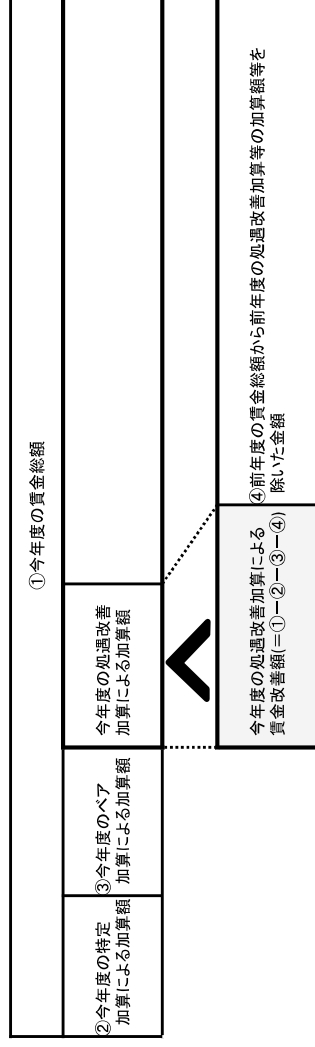 ①今年度の賃金総額
②今年度の特定
加算による加算額
③今年度のベア
加算による加算額
今年度の処遇改善
加算による加算額
今年度の処遇改善加算による
賃金改善額(=①ー②ー③ー④)
④前年度の賃金総額から前年度の処遇改善加算等の加算額等を
除いた金額